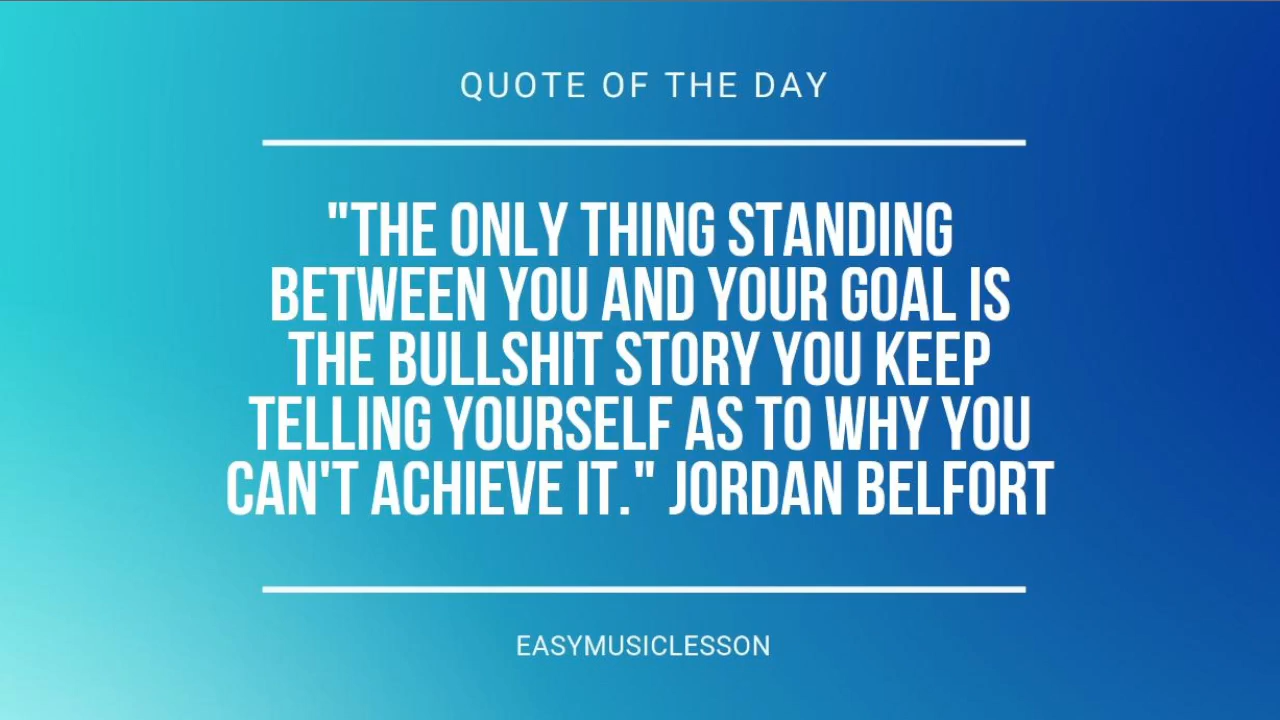 QUOTE OF THE DAY
"THE ONLY THING STANDING
BETWEEN YOU AND YOUR GOAL IS
THE BULLSHIT STORY YOU KEEP
TELLING YOURSELF AS TO WHY YOU
CAN'T ACHIEVE IT." JORDAN BELFORT
EASYMUSICLESSON